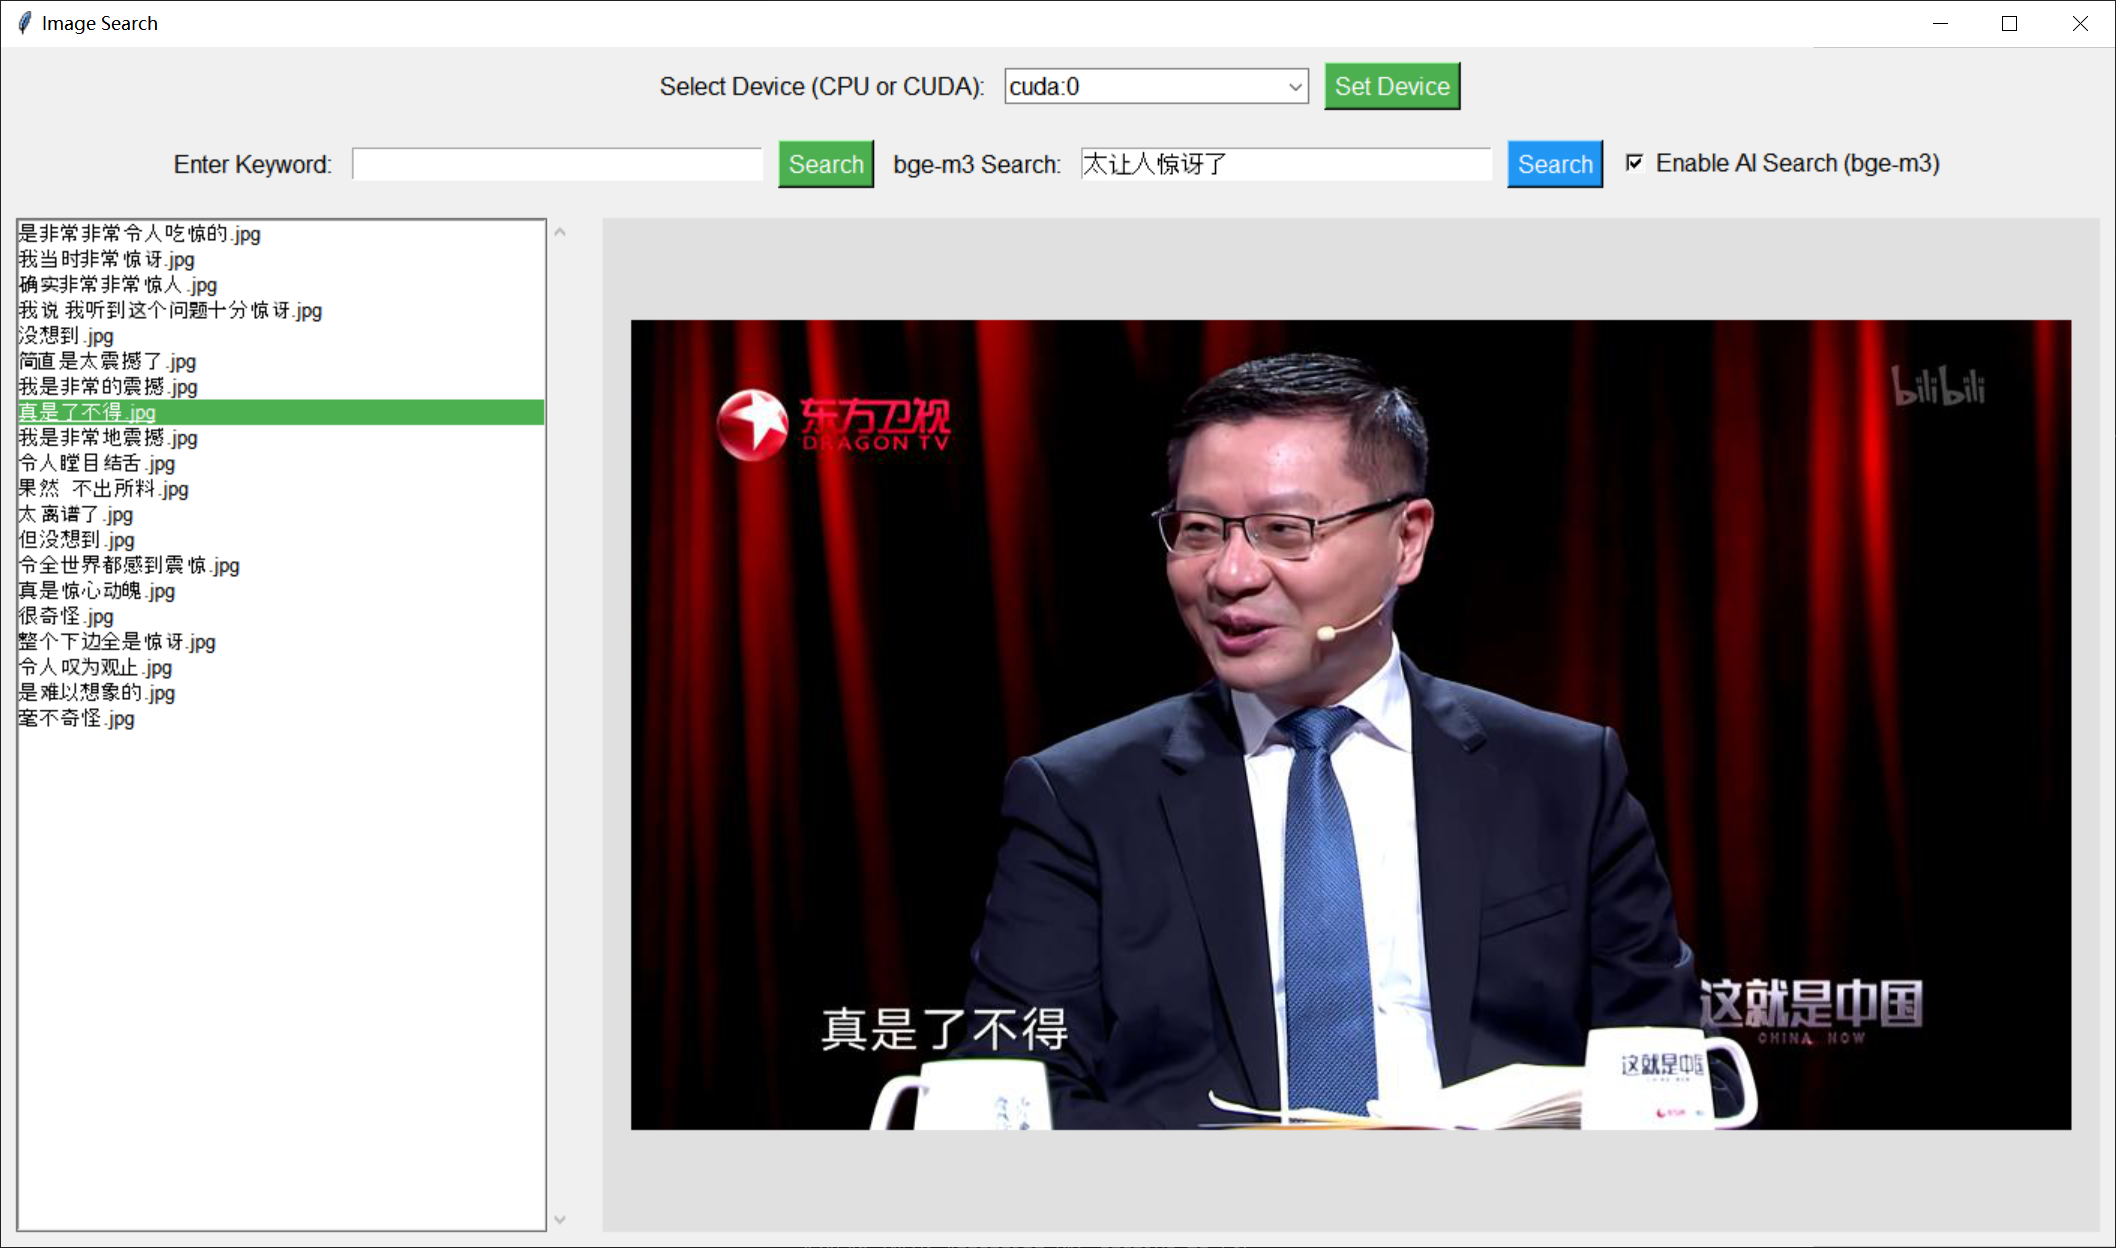 Image Search
Select Device (CPU or CUDA):
cuda:0
Set Device
Enter Keyword:
Search
bge-m3 Search:
太让人惊讶了
Search
Enable AI Search (bge-m3)
是非常非常令人吃惊的.jpg
我当时非常惊讶.jpg
确实非常非常惊人.jpg
我说 我听到这个问题十分惊讶.jpg
没想到.jpg
简直是太震撼了.jpg
我是非常的震撼.jpg
真是了不得.jpg
我是非常地震撼.jpg
令人瞠目结舌.jpg
果然  不出所料.jpg
太离谱了.jpg
但没想到.jpg
令全世界都感到震惊.jpg
真是惊心动魄.jpg
很奇怪.jpg
整个下边全是惊讶.jpg
令人叹为观止.jpg
是难以想象的.jpg
毫不奇怪.jpg
东方卫视
DRAGON TV
bilibili
真是了不得
这就是中国
CHINA NOW
这就是中国